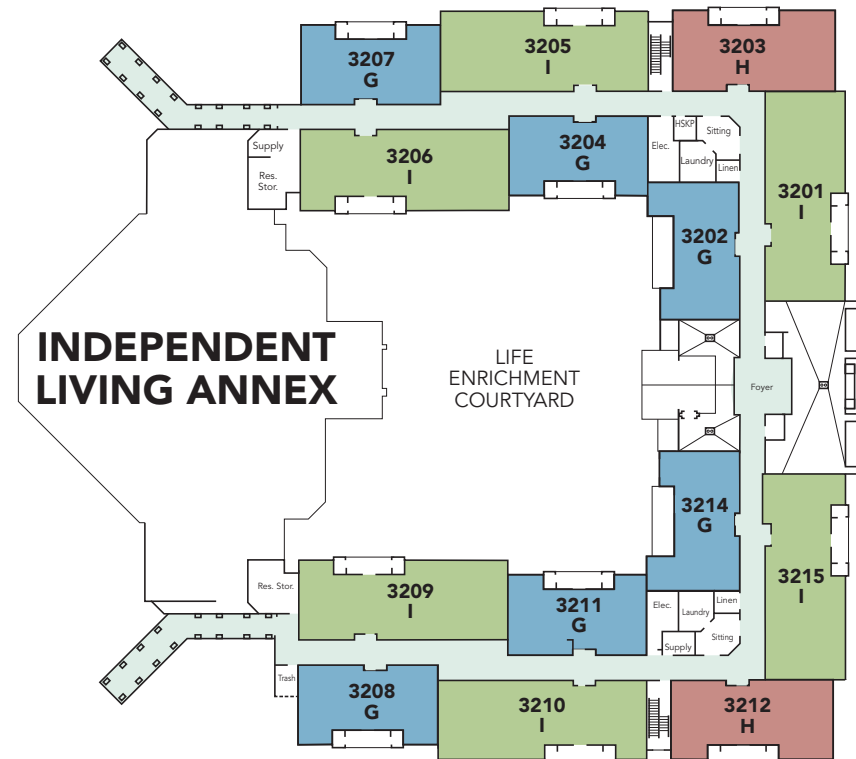 3205
I
3203
H
3207
G
HSKP
Sitting
Supply
3206
I
3204
G
Elec.
Laundry
Linen
Res.
Stor.
3201
I
3202
G
INDEPENDENT
LIVING ANNEX
LIFE
ENRICHMENT
COURTYARD
Foyer
3214
G
3215
I
Res. Stor.
3209
I
3211
G
Elec.
Laundry
Linen
Sitting
Supply
Trash
3208
G
3210
I
3212
H